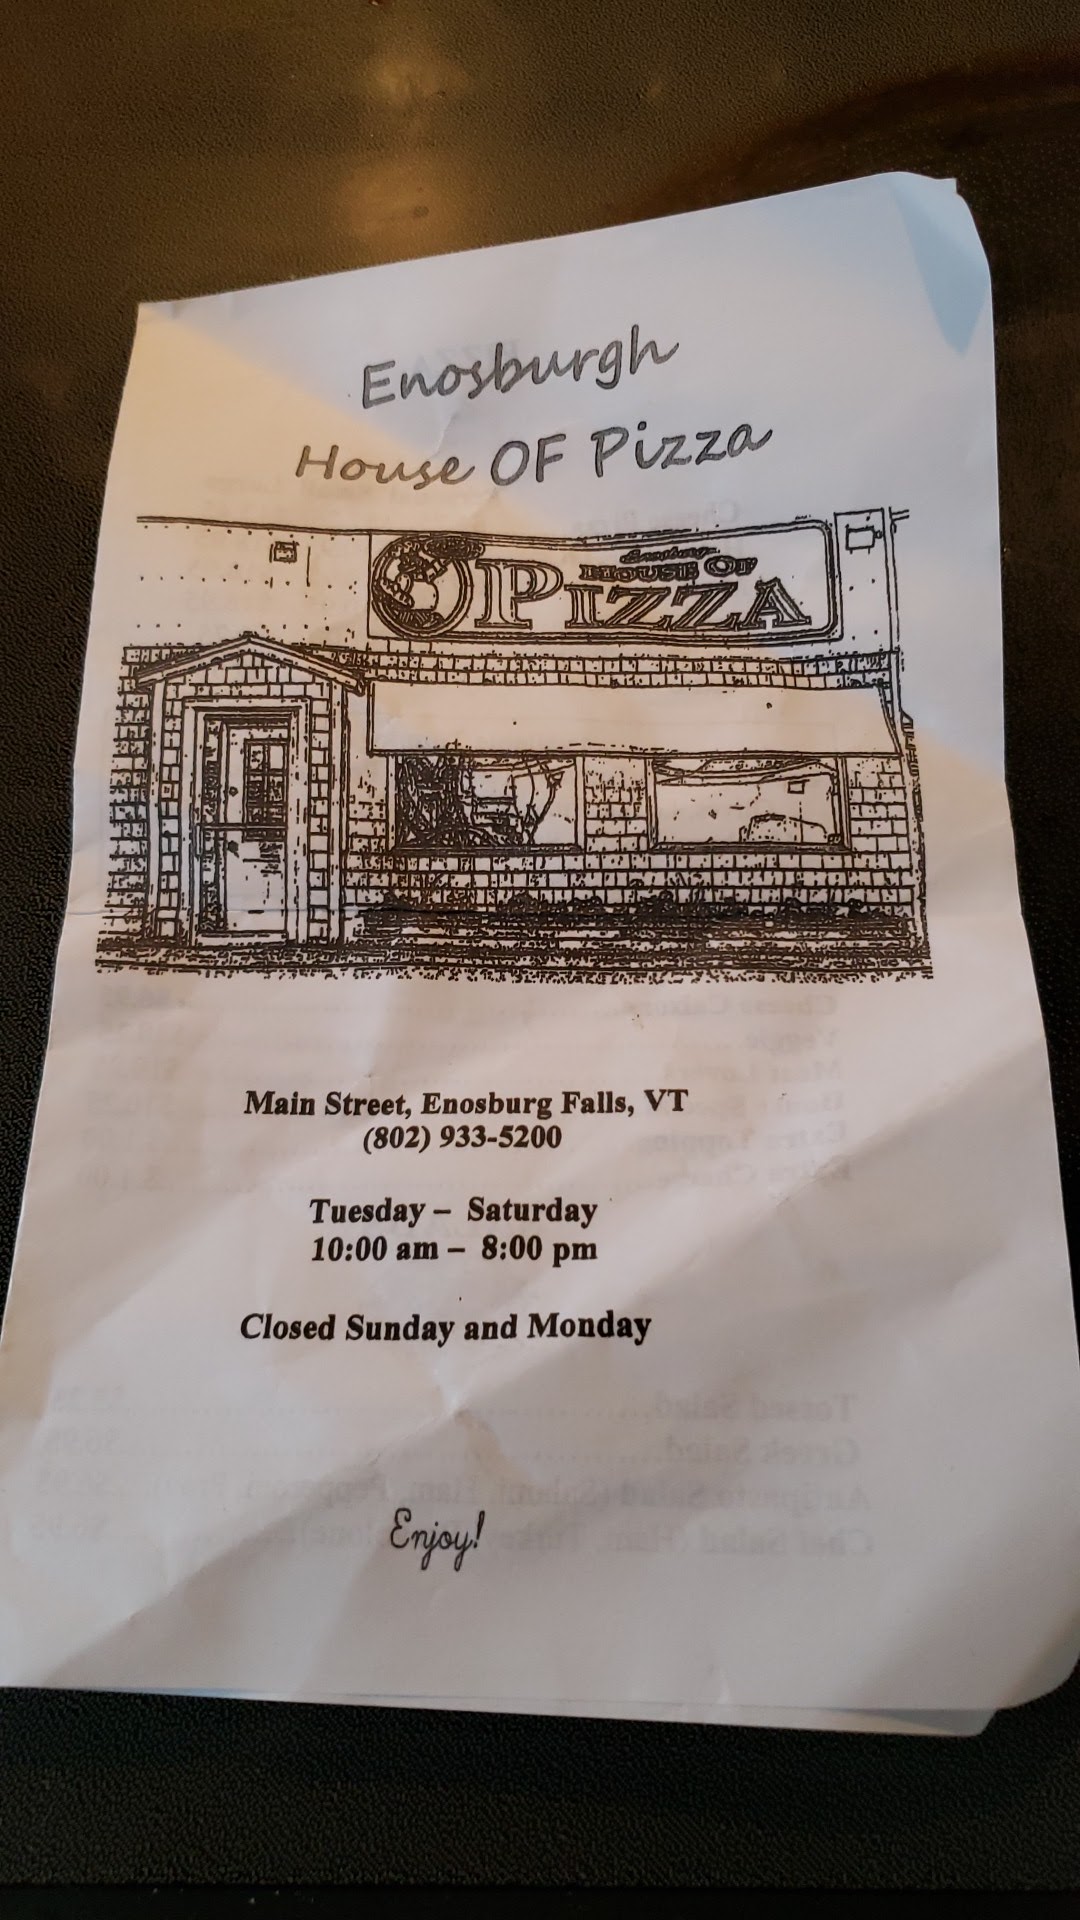 Enosburgh
House OF Pizza
House Of
Pizza
Main Street, Enosburg Falls, VT
(802) 933-5200
Tuesday – Saturday
10:00 am – 8:00 pm
Closed Sunday and Monday
Enjoy!